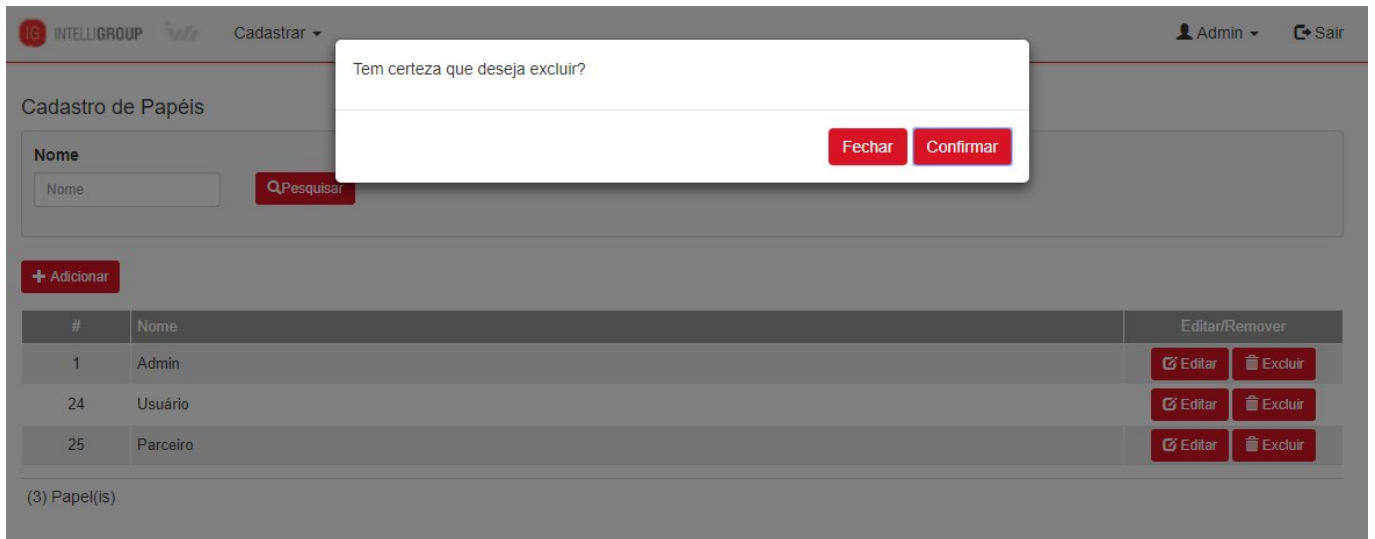 IG INTELLIGROUP Cadastrar Admin Sair
Tem certeza que deseja excluir?
Fechar Confirmar
Cadastro de Papéis
Nome
Nome Pesquisar
Adicionar
# Nome Editar/Remover
1 Admin Editar Excluir
24 Usuário Editar Excluir
25 Parceiro Editar Excluir
(3) Papel(is)